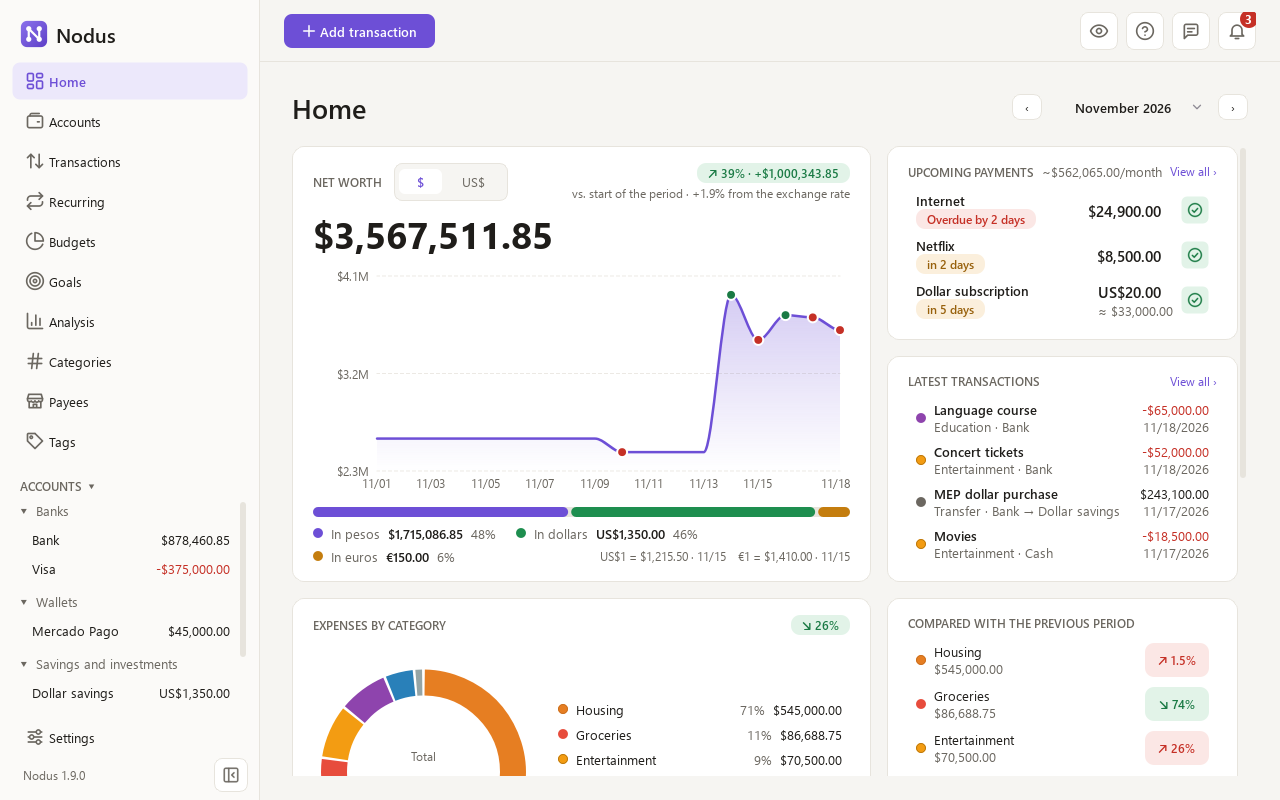 Nodus
Home
Accounts
Transactions
Recurring
Budgets
Goals
Analysis
Categories
Payees
Tags
ACCOUNTS ▼
Banks
Bank $878,460.85
Visa -$375,000.00
Wallets
Mercado Pago $45,000.00
Savings and investments
Dollar savings US$1,350.00
Settings
Nodus 1.9.0
+ Add transaction
3
Home
‹ November 2026 ›
NET WORTH $ US$
↗ 39% · +$1,000,343.85
vs. start of the period · +1.9% from the exchange rate
$3,567,511.85
$4.1M
$3.2M
$2.3M
11/01 11/03 11/05 11/07 11/09 11/11 11/13 11/15 11/18
In pesos $1,715,086.85 48% In dollars US$1,350.00 46%
In euros €150.00 6% US$1 = $1,215.50 · 11/15 €1 = $1,410.00 · 11/15
UPCOMING PAYMENTS ~$562,065.00/month View all ›
Internet
Overdue by 2 days
$24,900.00
Netflix
in 2 days
$8,500.00
Dollar subscription
in 5 days
US$20.00
≈ $33,000.00
LATEST TRANSACTIONS View all ›
Language course -$65,000.00
Education · Bank 11/18/2026
Concert tickets -$52,000.00
Entertainment · Bank 11/18/2026
MEP dollar purchase $243,100.00
Transfer · Bank → Dollar savings 11/17/2026
Movies -$18,500.00
Entertainment · Cash 11/17/2026
EXPENSES BY CATEGORY ↘ 26%
Total
Housing 71% $545,000.00
Groceries 11% $86,688.75
Entertainment 9% $70,500.00
COMPARED WITH THE PREVIOUS PERIOD
Housing
$545,000.00
↗ 1.5%
Groceries
$86,688.75
↘ 74%
Entertainment
$70,500.00
↗ 26%